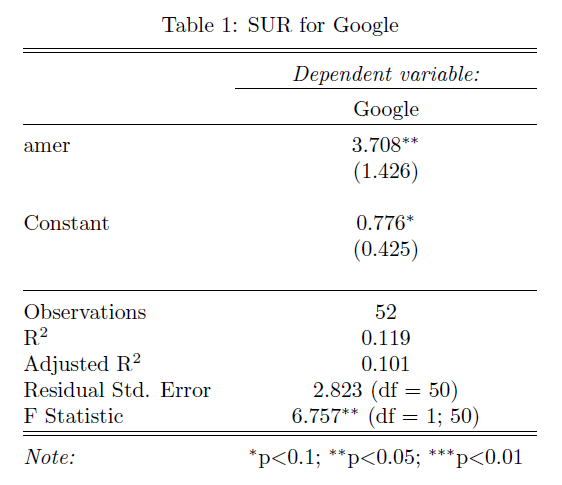 Table 1: SUR for Google
Dependent variable:
Google
amer 3.708**
(1.426)
Constant 0.776*
(0.425)
Observations 52
R² 0.119
Adjusted R² 0.101
Residual Std. Error 2.823 (df = 50)
F Statistic 6.757** (df = 1; 50)
Note: *p<0.1; **p<0.05; ***p<0.01